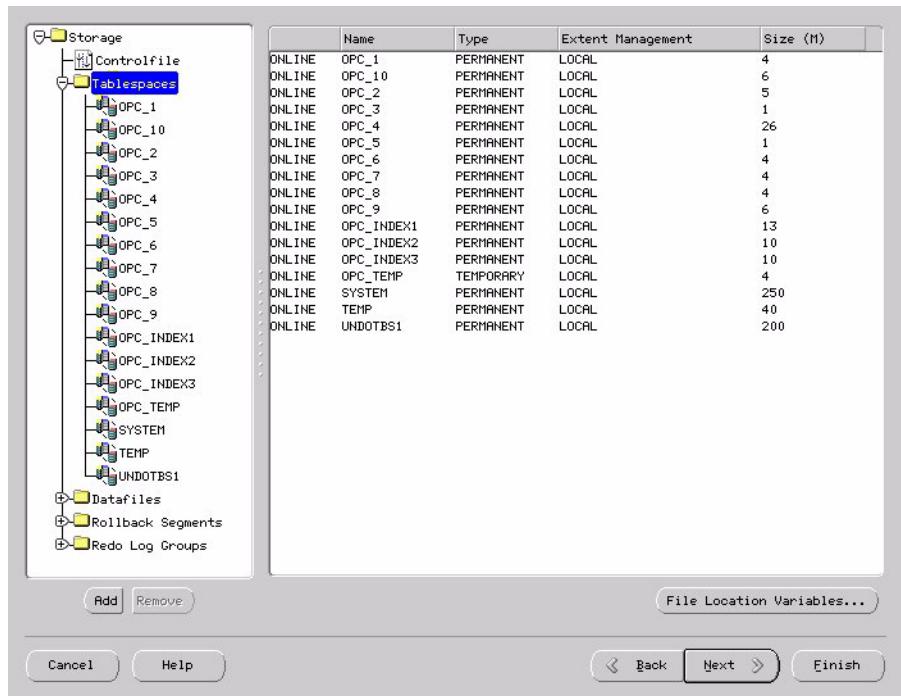 Storage
Controlfile
Tablespaces
OPC_1
OPC_10
OPC_2
OPC_3
OPC_4
OPC_5
OPC_6
OPC_7
OPC_8
OPC_9
OPC_INDEX1
OPC_INDEX2
OPC_INDEX3
OPC_TEMP
SYSTEM
TEMP
UNDOTBS1
Datafiles
Rollback Segments
Redo Log Groups
Name Type Extent Management Size (M)
ONLINE OPC_1 PERMANENT LOCAL 4
ONLINE OPC_10 PERMANENT LOCAL 6
ONLINE OPC_2 PERMANENT LOCAL 5
ONLINE OPC_3 PERMANENT LOCAL 1
ONLINE OPC_4 PERMANENT LOCAL 26
ONLINE OPC_5 PERMANENT LOCAL 1
ONLINE OPC_6 PERMANENT LOCAL 4
ONLINE OPC_7 PERMANENT LOCAL 4
ONLINE OPC_8 PERMANENT LOCAL 4
ONLINE OPC_9 PERMANENT LOCAL 6
ONLINE OPC_INDEX1 PERMANENT LOCAL 13
ONLINE OPC_INDEX2 PERMANENT LOCAL 10
ONLINE OPC_INDEX3 PERMANENT LOCAL 10
ONLINE OPC_TEMP TEMPORARY LOCAL 4
ONLINE SYSTEM PERMANENT LOCAL 250
ONLINE TEMP PERMANENT LOCAL 40
ONLINE UNDOTBS1 PERMANENT LOCAL 200
Add Remove File Location Variables...
Cancel Help Back Next Finish